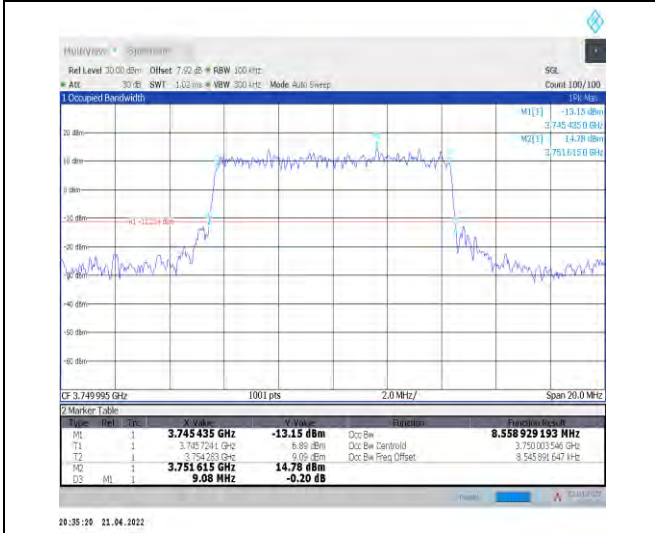 MultiView Spectrum
Ref Level 30.00 dBm Offset 7.92 dB RBW 100 kHz SGL
Att 30 dB SWT 1.02 ms VBW 300 kHz Mode Auto Sweep Count 100/100
1 Occupied Bandwidth 1Pk Max
M1[1] -13.15 dBm
3.745 435 0 GHz
M2[1] 14.78 dBm
3.751 615 0 GHz
20 dBm
10 dBm
0 dBm
-10 dBm
-20 dBm
-30 dBm
-40 dBm
-50 dBm
-60 dBm
CF 3.749 995 GHz 1001 pts 2.0 MHz/ Span 20.0 MHz
2 Marker Table
Type Ref Trc X-Value Y-Value Function Function Result
M1 1 3.745 435 GHz -13.15 dBm Occ Bw 8.558 929 193 MHz
T1 1 3.745 724 1 GHz 6.89 dBm Occ Bw Centroid 3.750 003 546 GHz
T2 1 3.754 283 GHz 9.09 dBm Occ Bw Freq Offset 8.545 891 647 kHz
M2 1 3.751 615 GHz 14.78 dBm
D3 M1 1 9.08 MHz -0.20 dB
20:35:20 21.04.2022